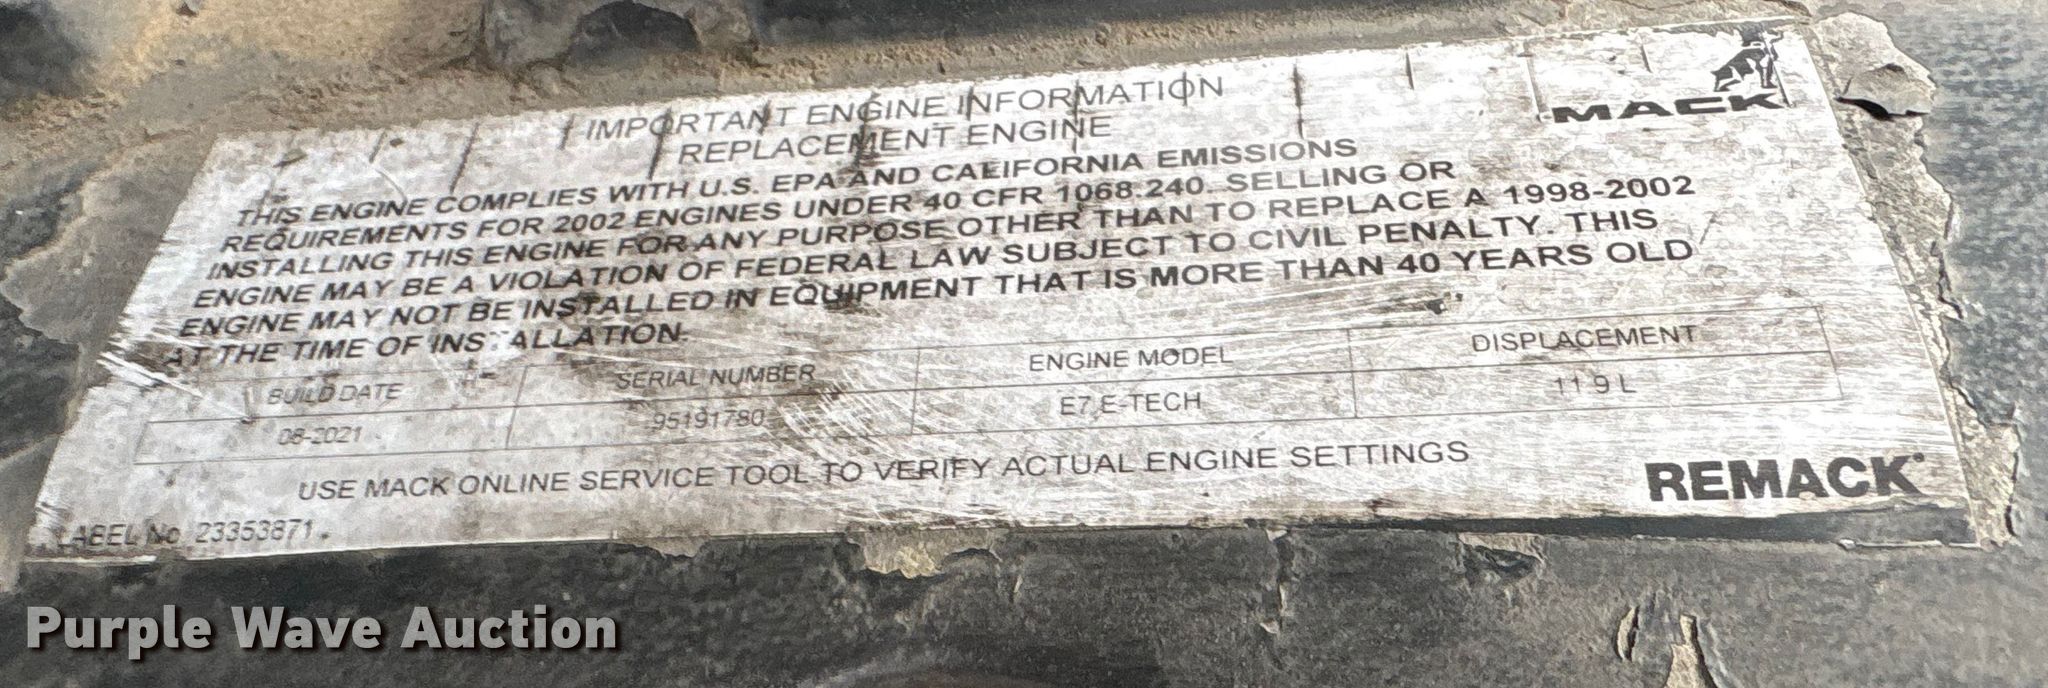 IMPORTANT ENGINE INFORMATION
REPLACEMENT ENGINE
MACK
THIS ENGINE COMPLIES WITH U.S. EPA AND CALIFORNIA EMISSIONS
REQUIREMENTS FOR 2002 ENGINES UNDER 40 CFR 1068.240. SELLING OR
INSTALLING THIS ENGINE FOR ANY PURPOSE OTHER THAN TO REPLACE A 1998-2002
ENGINE MAY BE A VIOLATION OF FEDERAL LAW SUBJECT TO CIVIL PENALTY. THIS
ENGINE MAY NOT BE INSTALLED IN EQUIPMENT THAT IS MORE THAN 40 YEARS OLD
AT THE TIME OF INSTALLATION.
BUILD DATE SERIAL NUMBER ENGINE MODEL DISPLACEMENT
08-2021 95191780 E7 E-TECH 11.9 L
USE MACK ONLINE SERVICE TOOL TO VERIFY ACTUAL ENGINE SETTINGS
REMACK
LABEL No. 23353871.
Purple Wave Auction